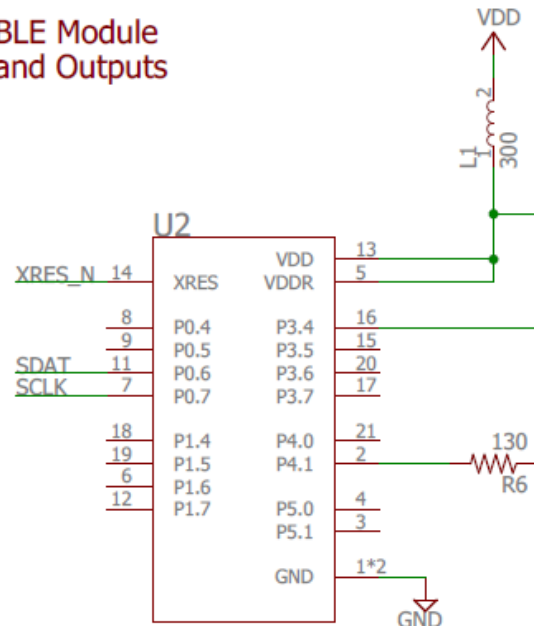 BLE Module
and Outputs
VDD
2
L1
1
300
U2
XRES_N 14 XRES
8 P0.4
9 P0.5
SDAT 11 P0.6
SCLK 7 P0.7
18 P1.4
19 P1.5
6 P1.6
12 P1.7
VDD 13
VDDR 5
P3.4 16
P3.5 15
P3.6 20
P3.7 17
P4.0 21
P4.1 2
130
R6
P5.0 4
P5.1 3
GND 1*2
GND